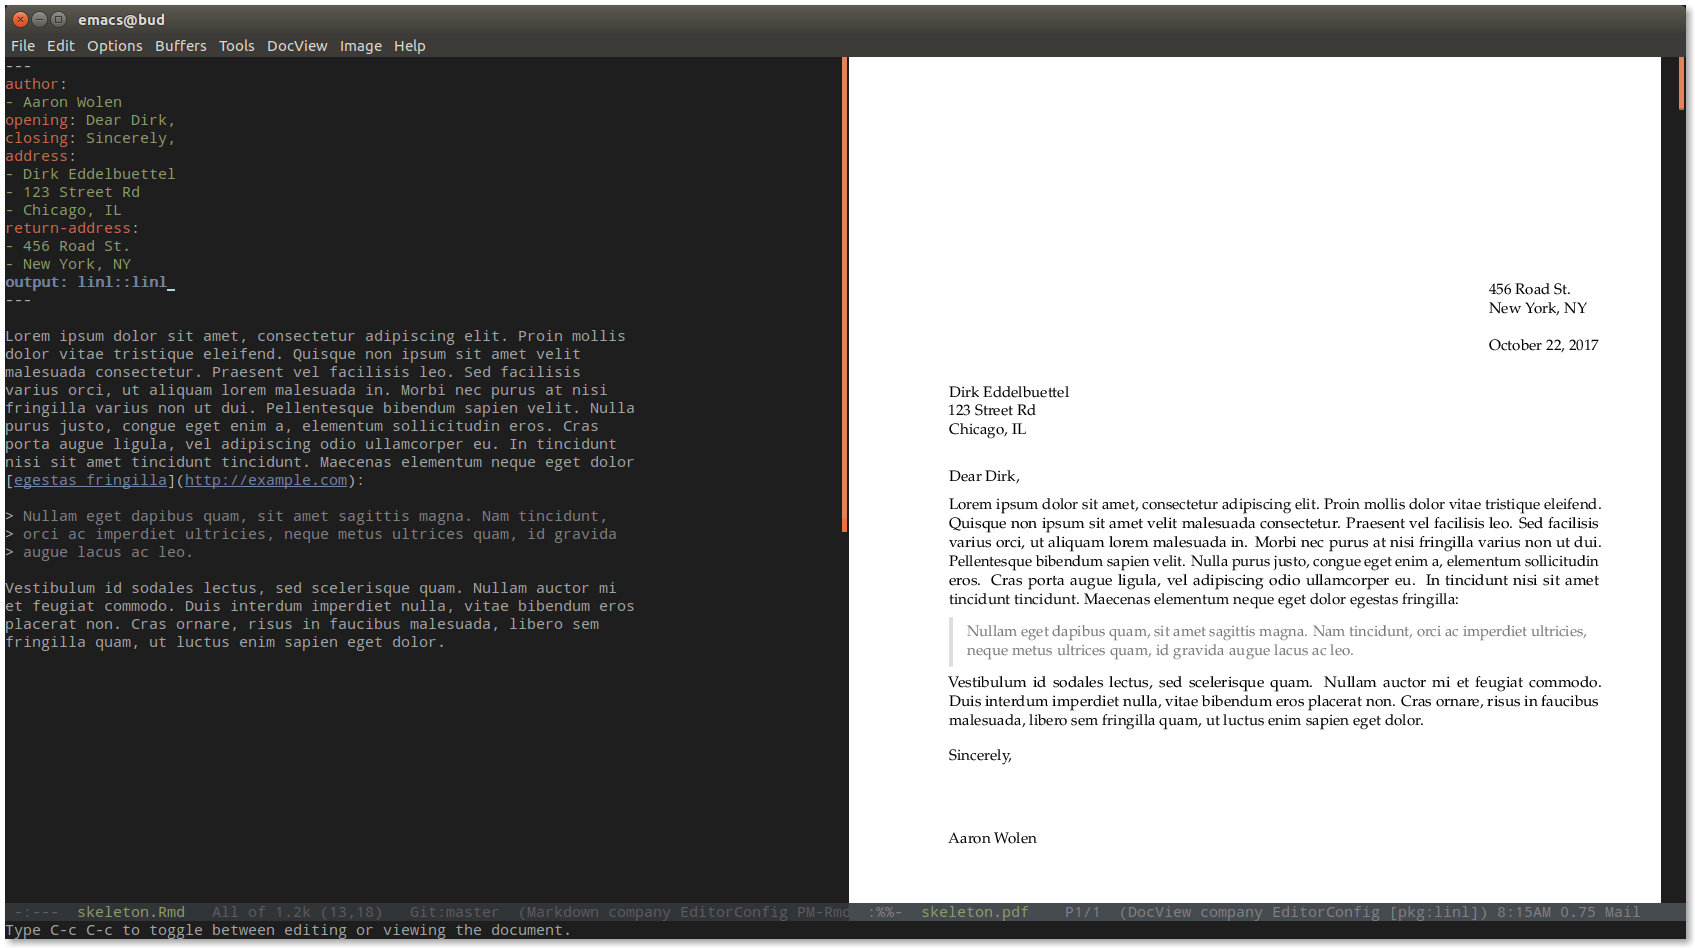 emacs@bud
File Edit Options Buffers Tools DocView Image Help
---
author:
- Aaron Wolen
opening: Dear Dirk,
closing: Sincerely,
address:
- Dirk Eddelbuettel
- 123 Street Rd
- Chicago, IL
return-address:
- 456 Road St.
- New York, NY
output: linl::linl
---
Lorem ipsum dolor sit amet, consectetur adipiscing elit. Proin mollis
dolor vitae tristique eleifend. Quisque non ipsum sit amet velit
malesuada consectetur. Praesent vel facilisis leo. Sed facilisis
varius orci, ut aliquam lorem malesuada in. Morbi nec purus at nisi
fringilla varius non ut dui. Pellentesque bibendum sapien velit. Nulla
purus justo, congue eget enim a, elementum sollicitudin eros. Cras
porta augue ligula, vel adipiscing odio ullamcorper eu. In tincidunt
nisi sit amet tincidunt tincidunt. Maecenas elementum neque eget dolor
[egestas fringilla](http://example.com):
> Nullam eget dapibus quam, sit amet sagittis magna. Nam tincidunt,
> orci ac imperdiet ultricies, neque metus ultrices quam, id gravida
> augue lacus ac leo.
Vestibulum id sodales lectus, sed scelerisque quam. Nullam auctor mi
et feugiat commodo. Duis interdum imperdiet nulla, vitae bibendum eros
placerat non. Cras ornare, risus in faucibus malesuada, libero sem
fringilla quam, ut luctus enim sapien eget dolor.
-:--- skeleton.Rmd All of 1.2k (13,18) Git:master (Markdown company EditorConfig PM-Rmd
456 Road St.
New York, NY
October 22, 2017
Dirk Eddelbuettel
123 Street Rd
Chicago, IL
Dear Dirk,
Lorem ipsum dolor sit amet, consectetur adipiscing elit. Proin mollis dolor vitae tristique eleifend.
Quisque non ipsum sit amet velit malesuada consectetur. Praesent vel facilisis leo. Sed facilisis
varius orci, ut aliquam lorem malesuada in. Morbi nec purus at nisi fringilla varius non ut dui.
Pellentesque bibendum sapien velit. Nulla purus justo, congue eget enim a, elementum sollicitudin
eros. Cras porta augue ligula, vel adipiscing odio ullamcorper eu. In tincidunt nisi sit amet
tincidunt tincidunt. Maecenas elementum neque eget dolor egestas fringilla:
Nullam eget dapibus quam, sit amet sagittis magna. Nam tincidunt, orci ac imperdiet ultricies,
neque metus ultrices quam, id gravida augue lacus ac leo.
Vestibulum id sodales lectus, sed scelerisque quam. Nullam auctor mi et feugiat commodo.
Duis interdum imperdiet nulla, vitae bibendum eros placerat non. Cras ornare, risus in faucibus
malesuada, libero sem fringilla quam, ut luctus enim sapien eget dolor.
Sincerely,
Aaron Wolen
:%%- skeleton.pdf P1/1 (DocView company EditorConfig [pkg:linl]) 8:15AM 0.75 Mail
Type C-c C-c to toggle between editing or viewing the document.